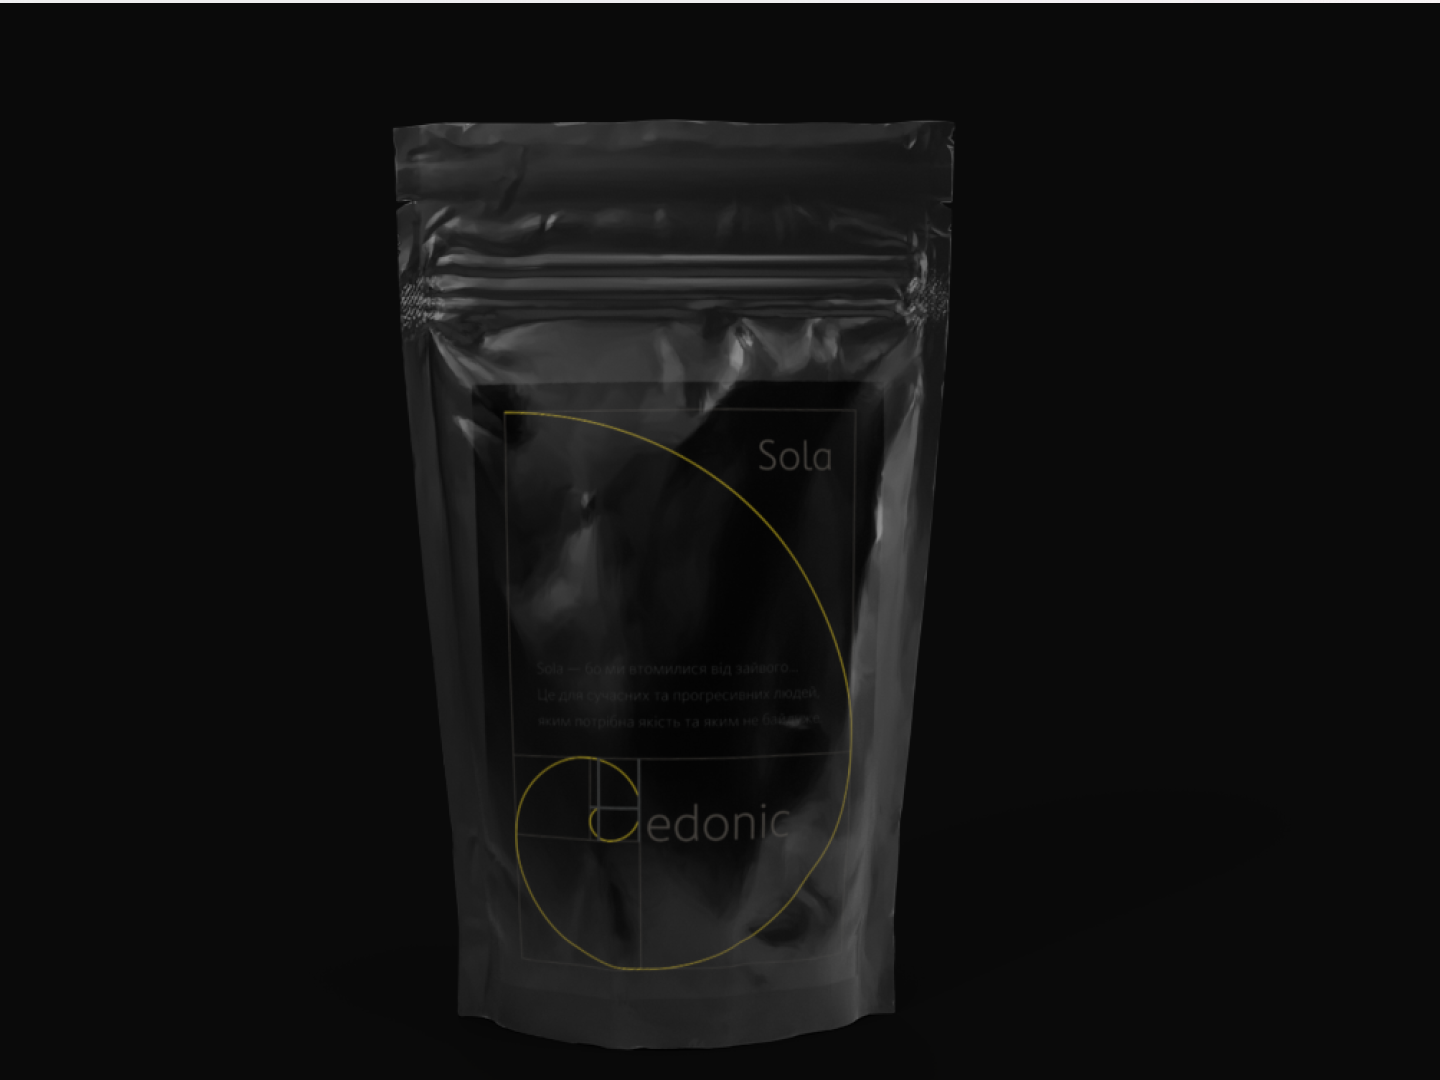 Sola
Sola — бо ми втомилися від зайвого...
Це для сучасних та прогресивних людей,
яким потрібна якість та яким не байдуже.
edonic